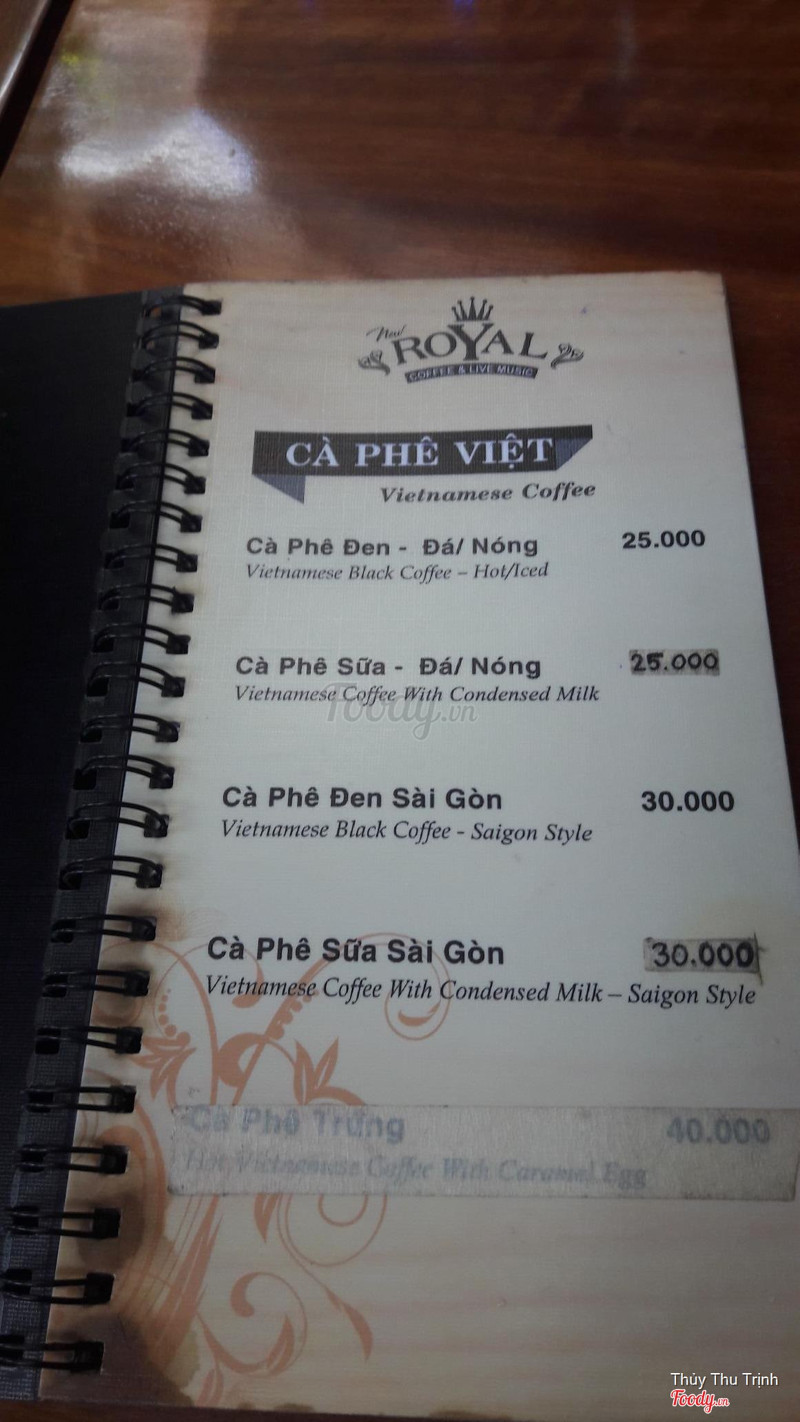 New
ROYAL
COFFEE & LIVE MUSIC
CÀ PHÊ VIỆT
Vietnamese Coffee
Cà Phê Đen - Đá/ Nóng 25.000
Vietnamese Black Coffee – Hot/Iced
Cà Phê Sữa - Đá/ Nóng 25.000
Vietnamese Coffee With Condensed Milk
Foody.vn
Cà Phê Đen Sài Gòn 30.000
Vietnamese Black Coffee - Saigon Style
Cà Phê Sữa Sài Gòn 30.000
Vietnamese Coffee With Condensed Milk – Saigon Style
Cà Phê Trứng 40.000
Hot Vietnamese Coffee With Caramel Egg
Thúy Thu Trịnh
Foody.vn